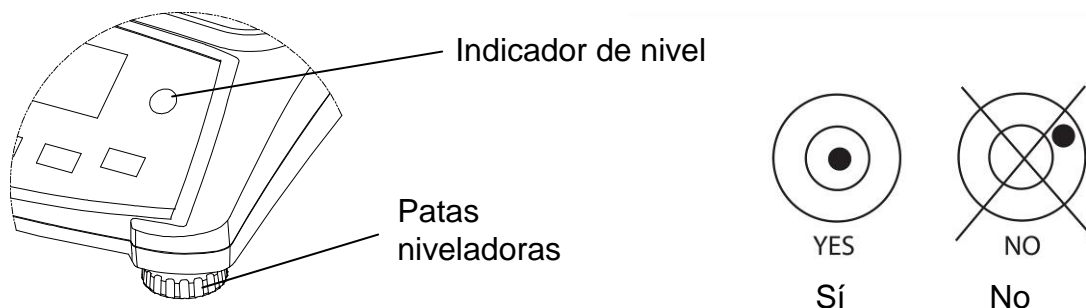 Indicador de nivel
Patas
niveladoras
YES
NO
Sí
No